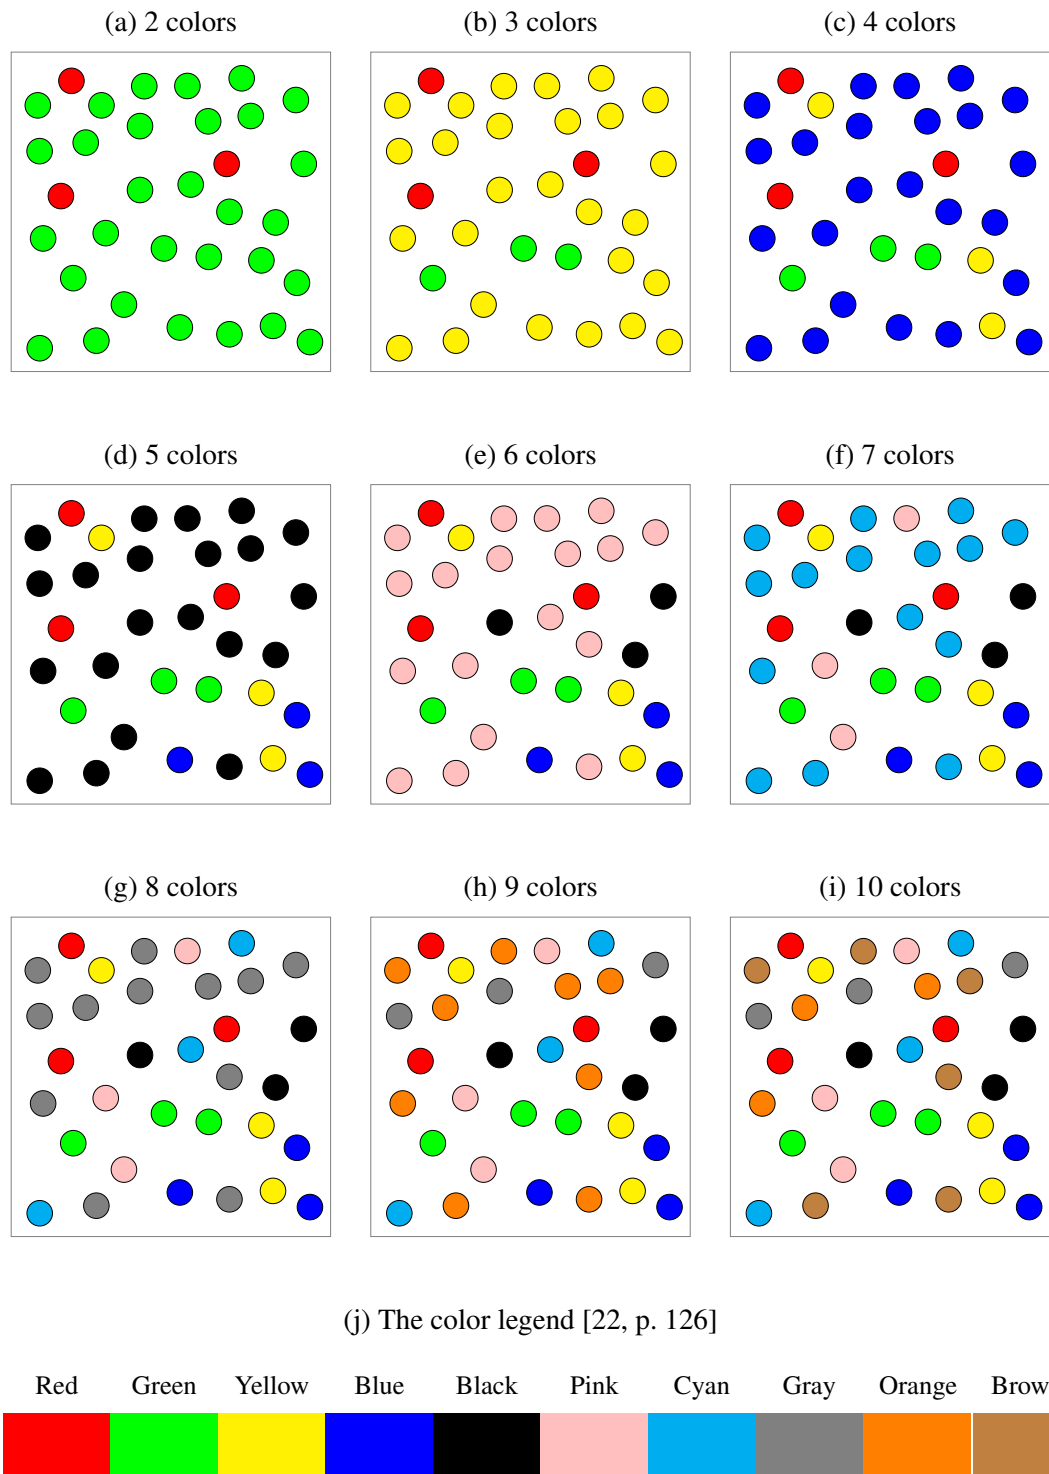 (a) 2 colors (b) 3 colors (c) 4 colors
(d) 5 colors (e) 6 colors (f) 7 colors
(g) 8 colors (h) 9 colors (i) 10 colors
(j) The color legend [22, p. 126]
Red Green Yellow Blue Black Pink Cyan Gray Orange Brow